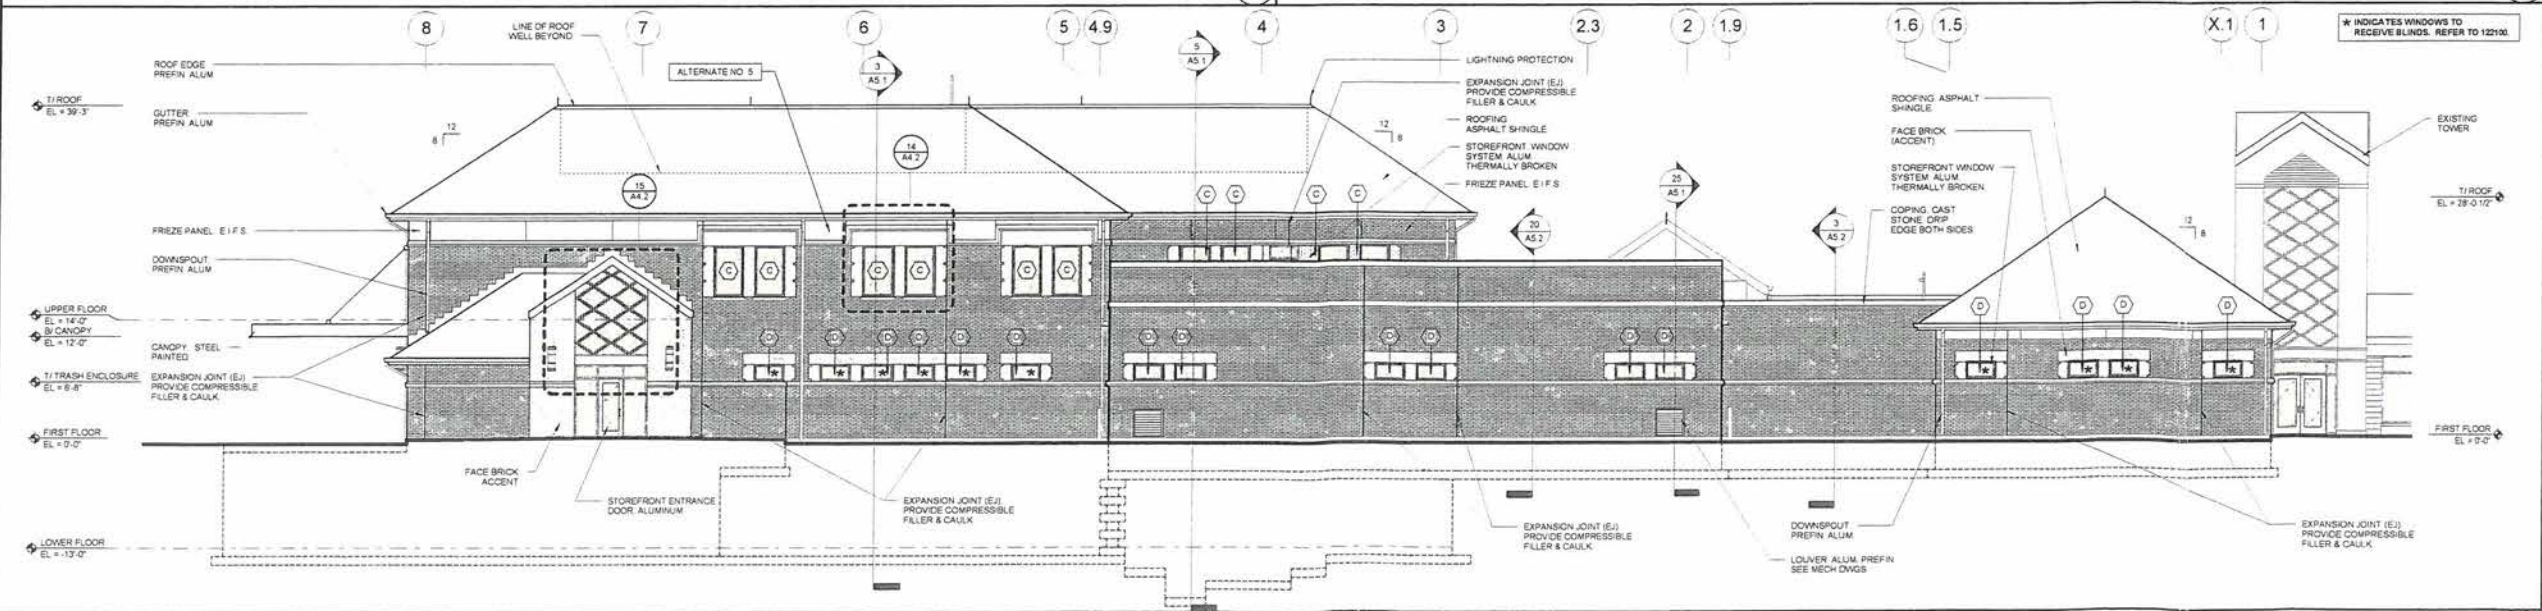 8
7
6
5
4.9
4
3
2.3
2
1.9
1.6
1.5
X.1
1
* INDICATES WINDOWS TO
RECEIVE BLINDS. REFER TO 122100.
LINE OF ROOF
WELL BEYOND
ROOF EDGE
PREFIN ALUM
ALTERNATE NO 5
3
A5.1
5
A5.1
LIGHTNING PROTECTION
EXPANSION JOINT (EJ)
PROVIDE COMPRESSIBLE
FILLER & CAULK
T/ ROOF
EL = 39'-3"
GUTTER
PREFIN ALUM
12
8
14
A4.2
15
A4.2
12
8
ROOFING
ASPHALT SHINGLE
STOREFRONT WINDOW
SYSTEM ALUM
THERMALLY BROKEN
FRIEZE PANEL E I F S
ROOFING ASPHALT
SHINGLE
FACE BRICK
(ACCENT)
STOREFRONT WINDOW
SYSTEM ALUM
THERMALLY BROKEN
COPING CAST
STONE DRIP
EDGE BOTH SIDES
EXISTING
TOWER
T/ ROOF
EL = 28'-0 1/2"
25
A5.1
20
A5.2
3
A5.2
12
8
C C C C
FRIEZE PANEL E I F S
DOWNSPOUT
PREFIN ALUM
C C C C C C
UPPER FLOOR
EL = 14'-0"
B/ CANOPY
EL = 12'-0"
CANOPY STEEL
PAINTED
D D D D
D D D D D D D D D D D D
* * * * * *
* * * *
T/ TRASH ENCLOSURE
EL = 6'-8"
EXPANSION JOINT (EJ)
PROVIDE COMPRESSIBLE
FILLER & CAULK
FIRST FLOOR
EL = 0'-0"
FIRST FLOOR
EL = 0'-0"
FACE BRICK
ACCENT
STOREFRONT ENTRANCE
DOOR, ALUMINUM
EXPANSION JOINT (EJ)
PROVIDE COMPRESSIBLE
FILLER & CAULK
EXPANSION JOINT (EJ)
PROVIDE COMPRESSIBLE
FILLER & CAULK
DOWNSPOUT
PREFIN ALUM
LOUVER ALUM, PREFIN
SEE MECH DWGS
EXPANSION JOINT (EJ)
PROVIDE COMPRESSIBLE
FILLER & CAULK
LOWER FLOOR
EL = -13'-0"